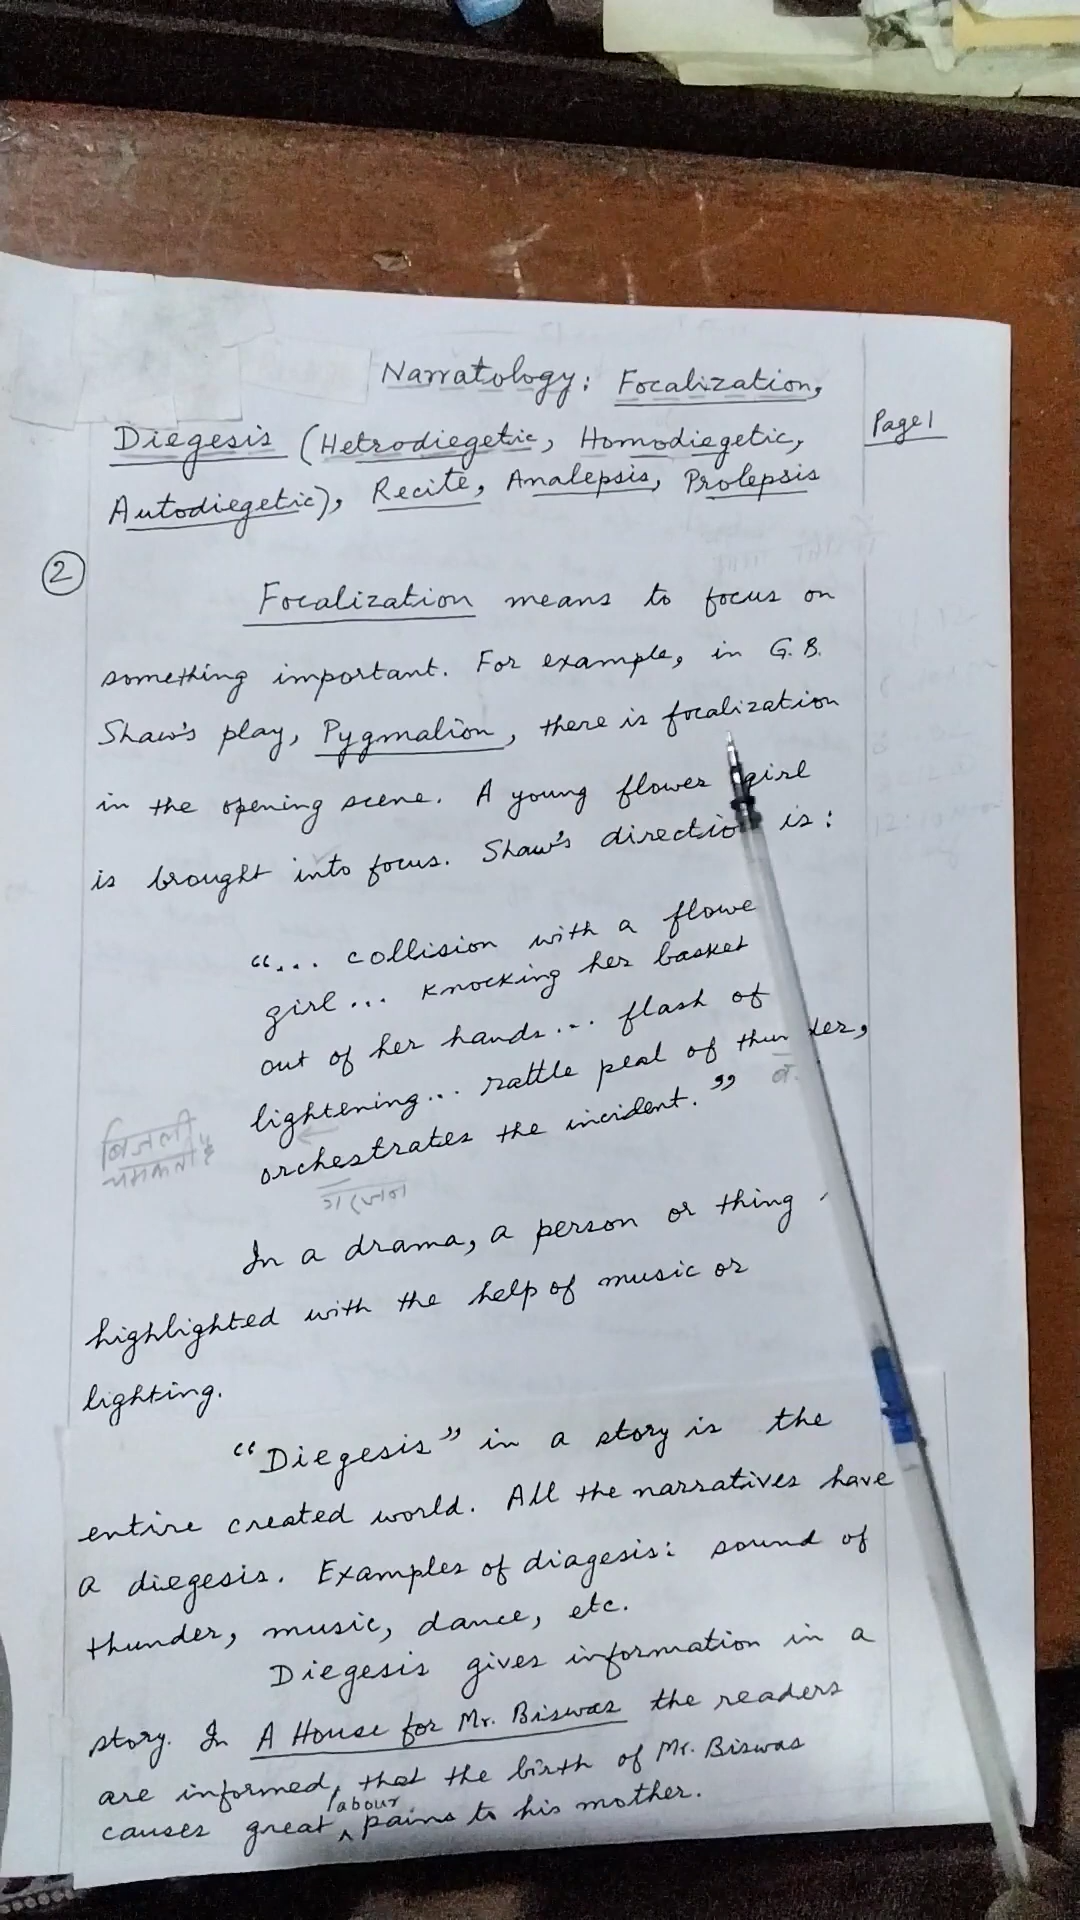 Narratology: Focalization,
Diegesis (Hetrodiegetic, Homodiegetic,
Page 1
Autodiegetic), Recite, Analepsis, Prolepsis
2
Focalization means to focus on
something important. For example, in G. B.
Shaw's play, Pygmalion, there is focalization
in the opening scene. A young flower girl
is brought into focus. Shaw's direction is:
"... collision with a flowe
girl... knocking her basket
out of her hands... flash of
lightening... rattle peal of thunder,
orchestrates the incident."
बिजली
चमकना
In a drama, a person or thing
highlighted with the help of music or
lighting.
"Diegesis" in a story is the
entire created world. All the narratives have
a diegesis. Examples of diagesis: sound of
thunder, music, dance, etc.
Diegesis gives information in a
story. In A House for Mr. Biswas the readers
are informed, that the birth of Mr. Biswas
causes great labour pains to his mother.